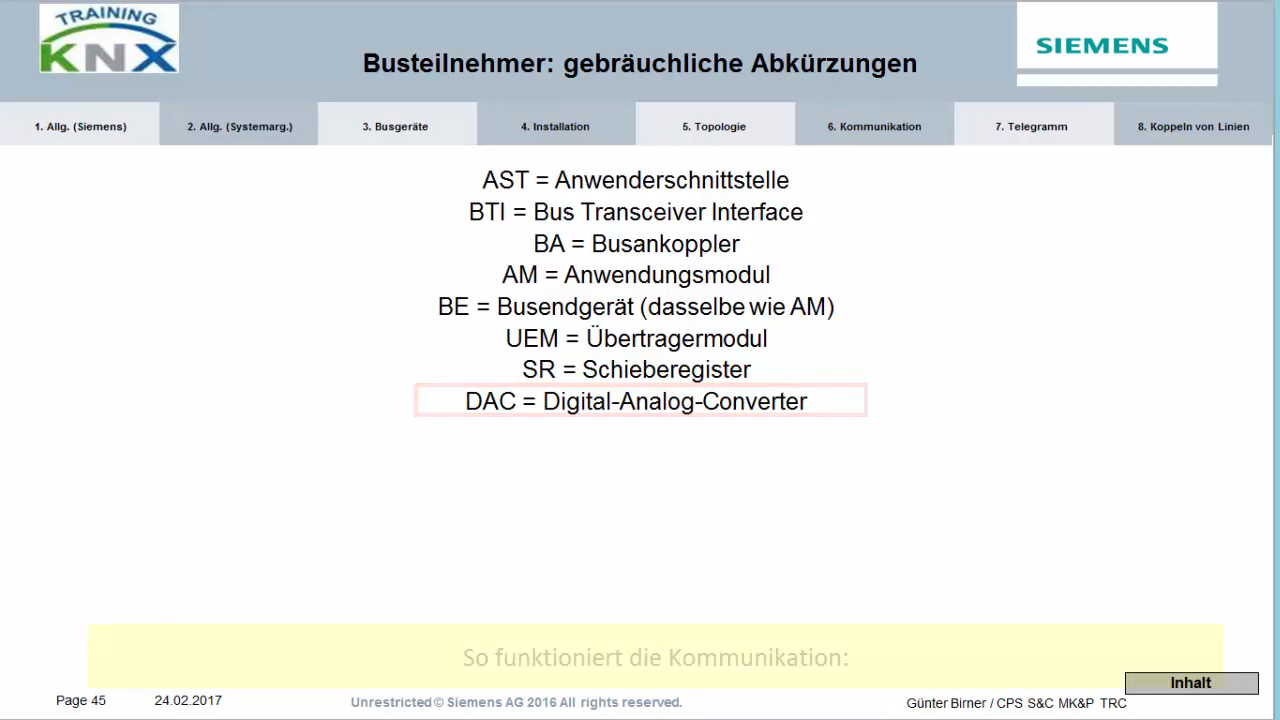 TRAINING
KNX
Busteilnehmer: gebräuchliche Abkürzungen
SIEMENS
1. Allg. (Siemens)
2. Allg. (Systemarg.)
3. Busgeräte
4. Installation
5. Topologie
6. Kommunikation
7. Telegramm
8. Koppeln von Linien
AST = Anwenderschnittstelle
BTI = Bus Transceiver Interface
BA = Busankoppler
AM = Anwendungsmodul
BE = Busendgerät (dasselbe wie AM)
UEM = Übertragermodul
SR = Schieberegister
DAC = Digital-Analog-Converter
So funktioniert die Kommunikation:
Inhalt
Page 45
24.02.2017
Unrestricted © Siemens AG 2016 All rights reserved.
Günter Birner / CPS S&C MK&P TRC